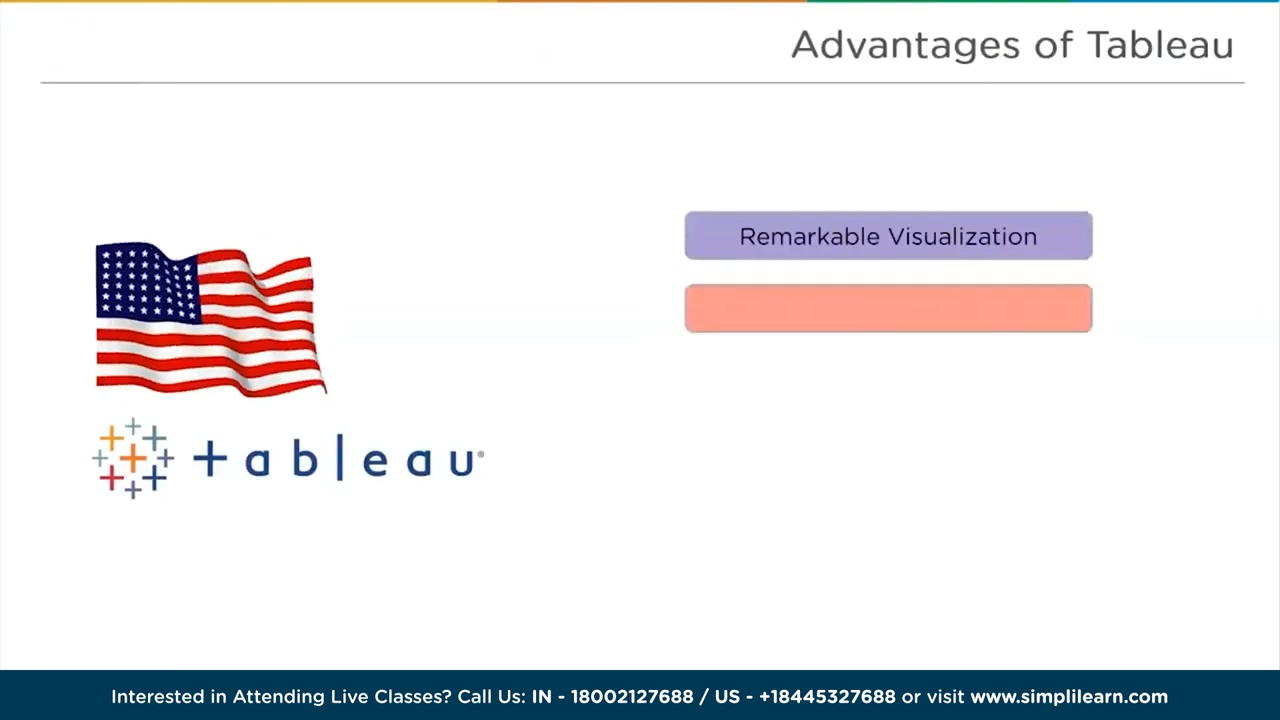 Advantages of Tableau
Remarkable Visualization
+ableau®
Interested in Attending Live Classes? Call Us: IN - 18002127688 / US - +18445327688 or visit www.simplilearn.com